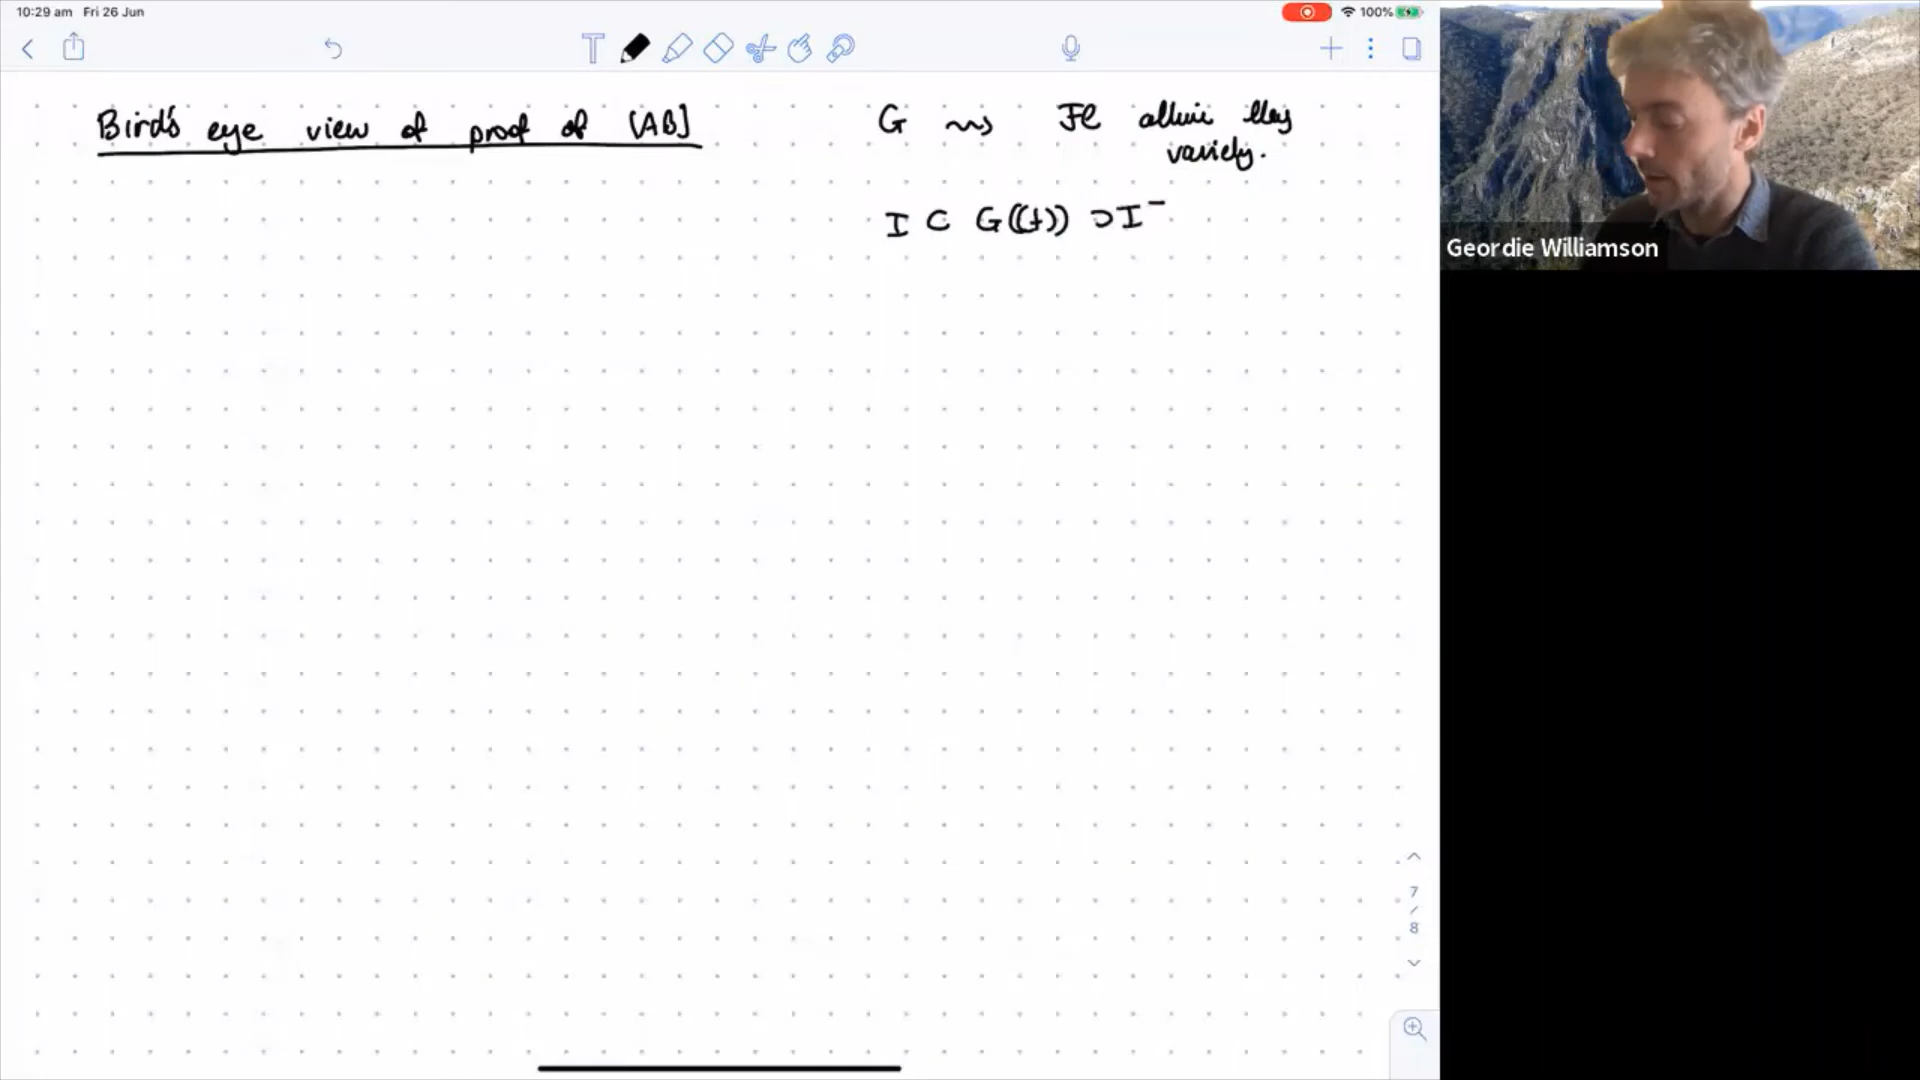 10:29 am Fri 26 Jun
100%
Bird's eye view of proof of [AB]
G ⇝ Fl affine flag
variety.
I ⊂ G((t)) ⊃ I⁻
Geordie Williamson
7
/
8